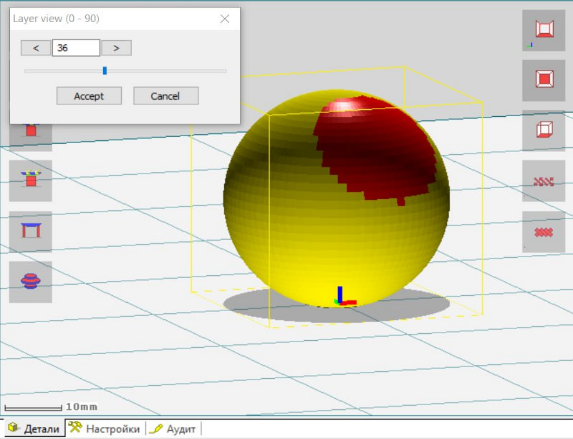 Layer view (0 - 90)
< 36 >
Accept Cancel
10mm
Детали Настройки Аудит